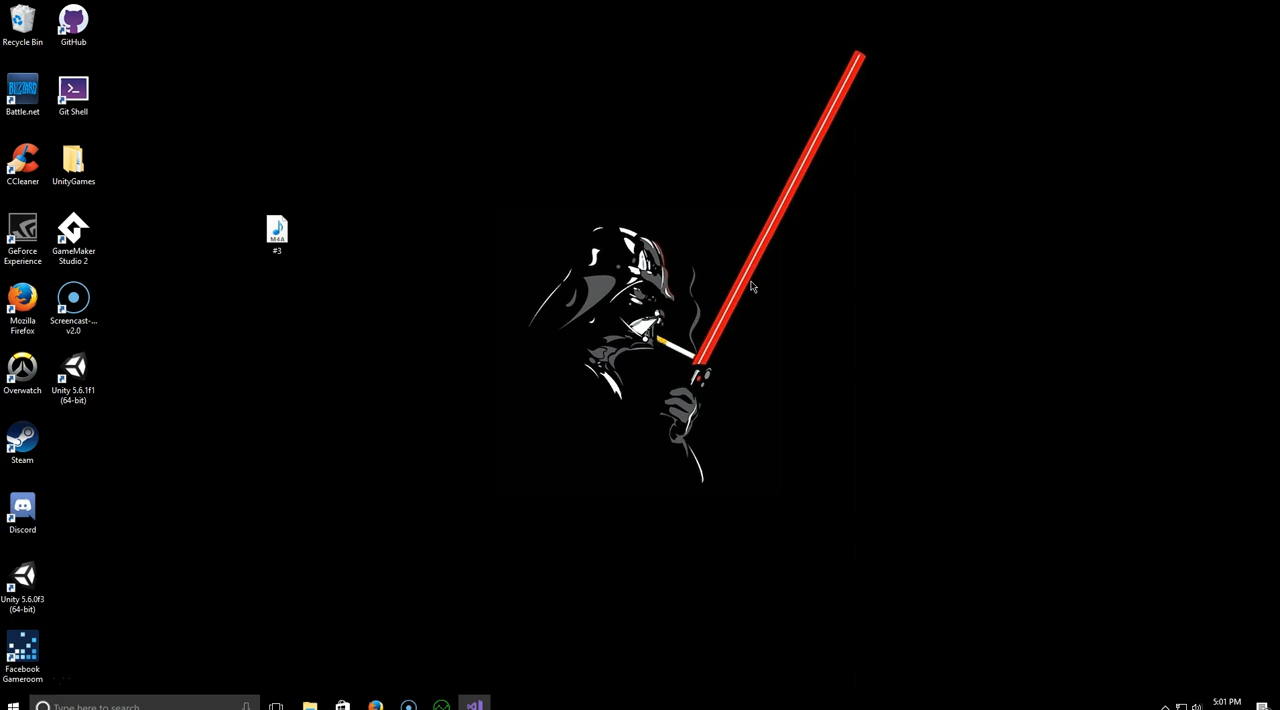 Recycle Bin
GitHub
BLIZZARD
Battle.net
Git Shell
CCleaner
UnityGames
GeForce
Experience
GameMaker
Studio 2
M4A
#3
Mozilla
Firefox
Screencast-...
v2.0
Overwatch
Unity 5.6.1f1
(64-bit)
Steam
Discord
Unity 5.6.0f3
(64-bit)
Facebook
Gameroom
Type here to search
5:01 PM